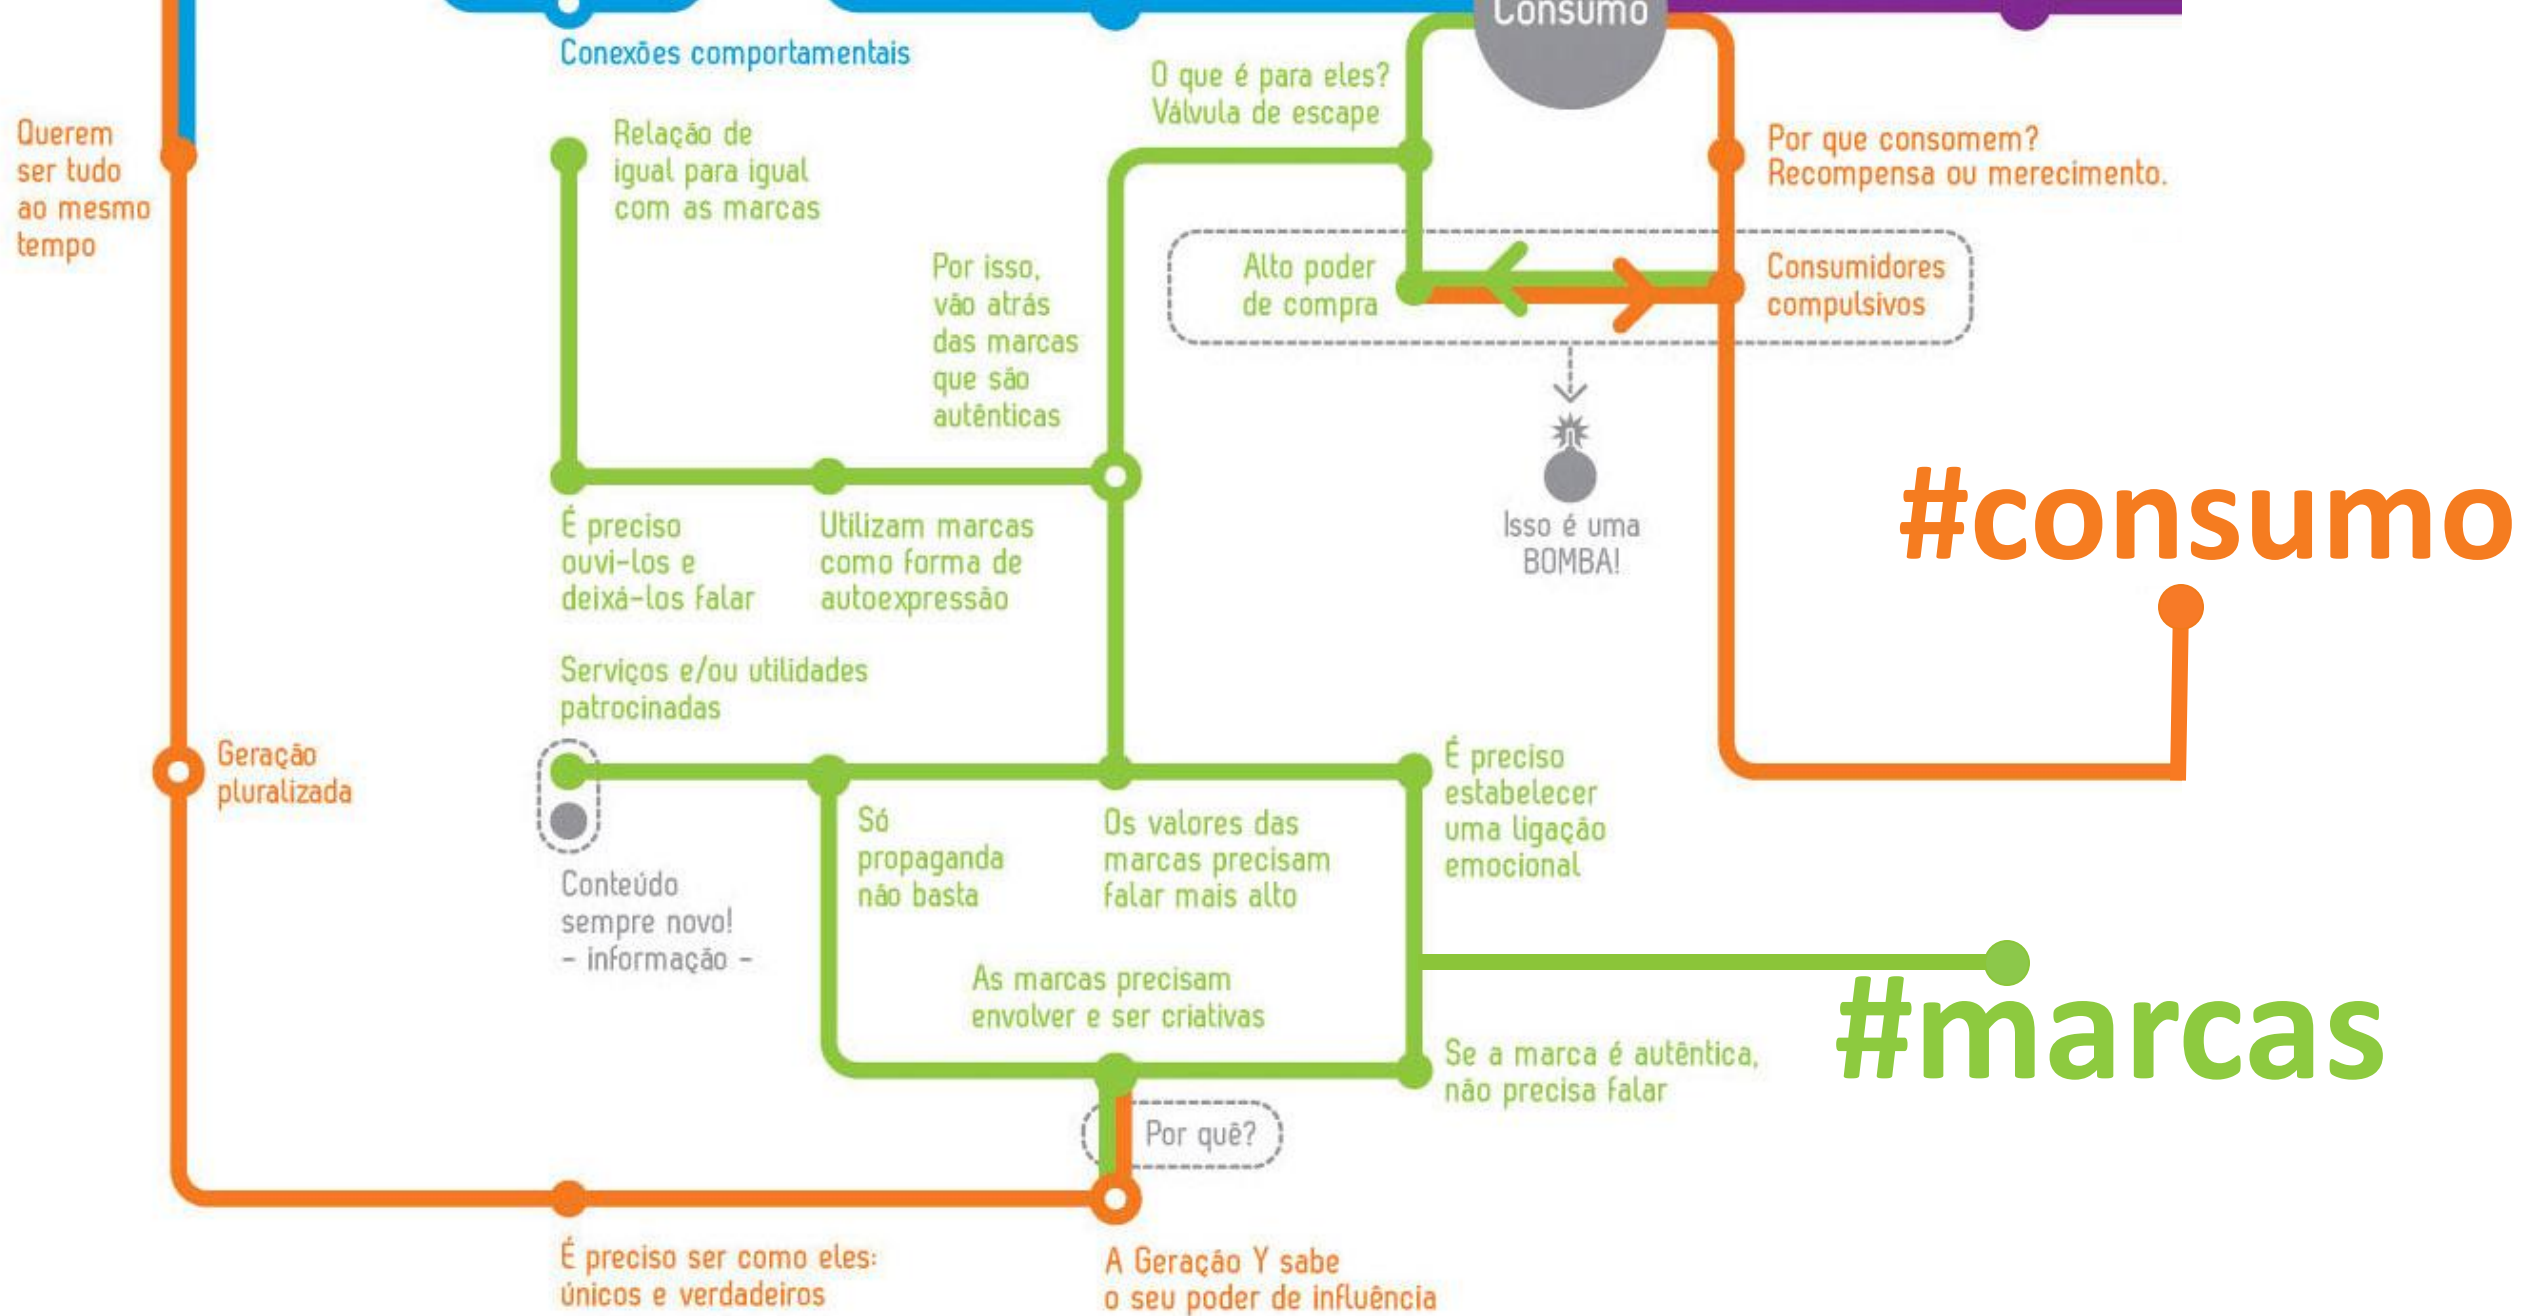 Consumo
Conexões comportamentais
O que é para eles?
Válvula de escape
Querem
ser tudo
ao mesmo
tempo
Relação de
igual para igual
com as marcas
Por que consomem?
Recompensa ou merecimento.
Por isso,
vão atrás
das marcas
que são
autênticas
Alto poder
de compra
Consumidores
compulsivos
Isso é uma
BOMBA!
#consumo
É preciso
ouvi-los e
deixá-los falar
Utilizam marcas
como forma de
autoexpressão
Serviços e/ou utilidades
patrocinadas
Geração
pluralizada
É preciso
estabelecer
uma ligação
emocional
Só
propaganda
não basta
Os valores das
marcas precisam
falar mais alto
Conteúdo
sempre novo!
- informação -
As marcas precisam
envolver e ser criativas
#marcas
Se a marca é autêntica,
não precisa falar
Por quê?
É preciso ser como eles:
únicos e verdadeiros
A Geração Y sabe
o seu poder de influência